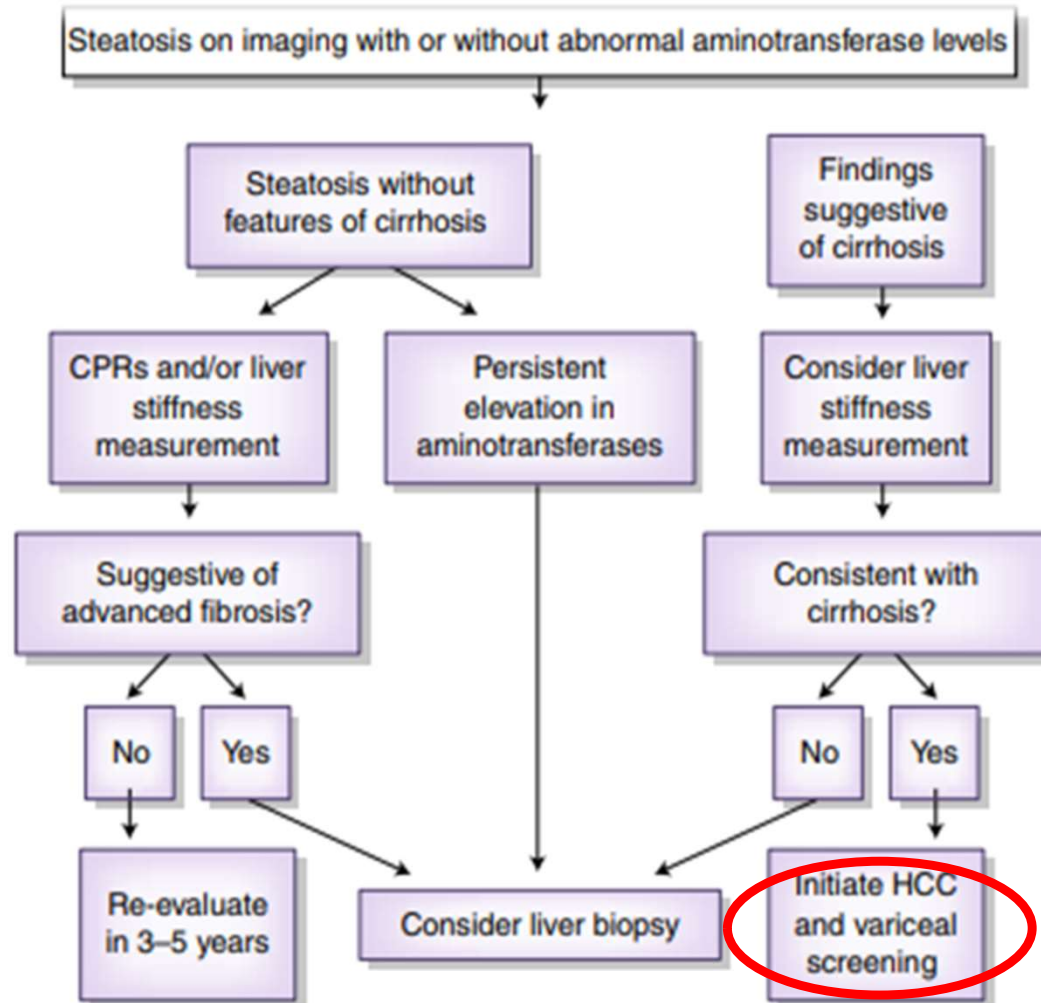 Steatosis on imaging with or without abnormal aminotransferase levels
Steatosis without
features of cirrhosis
Findings
suggestive
of cirrhosis
CPRs and/or liver
stiffness
measurement
Persistent
elevation in
aminotransferases
Consider liver
stiffness
measurement
Suggestive of
advanced fibrosis?
Consistent with
cirrhosis?
No
Yes
No
Yes
Re-evaluate
in 3–5 years
Consider liver biopsy
Initiate HCC
and variceal
screening